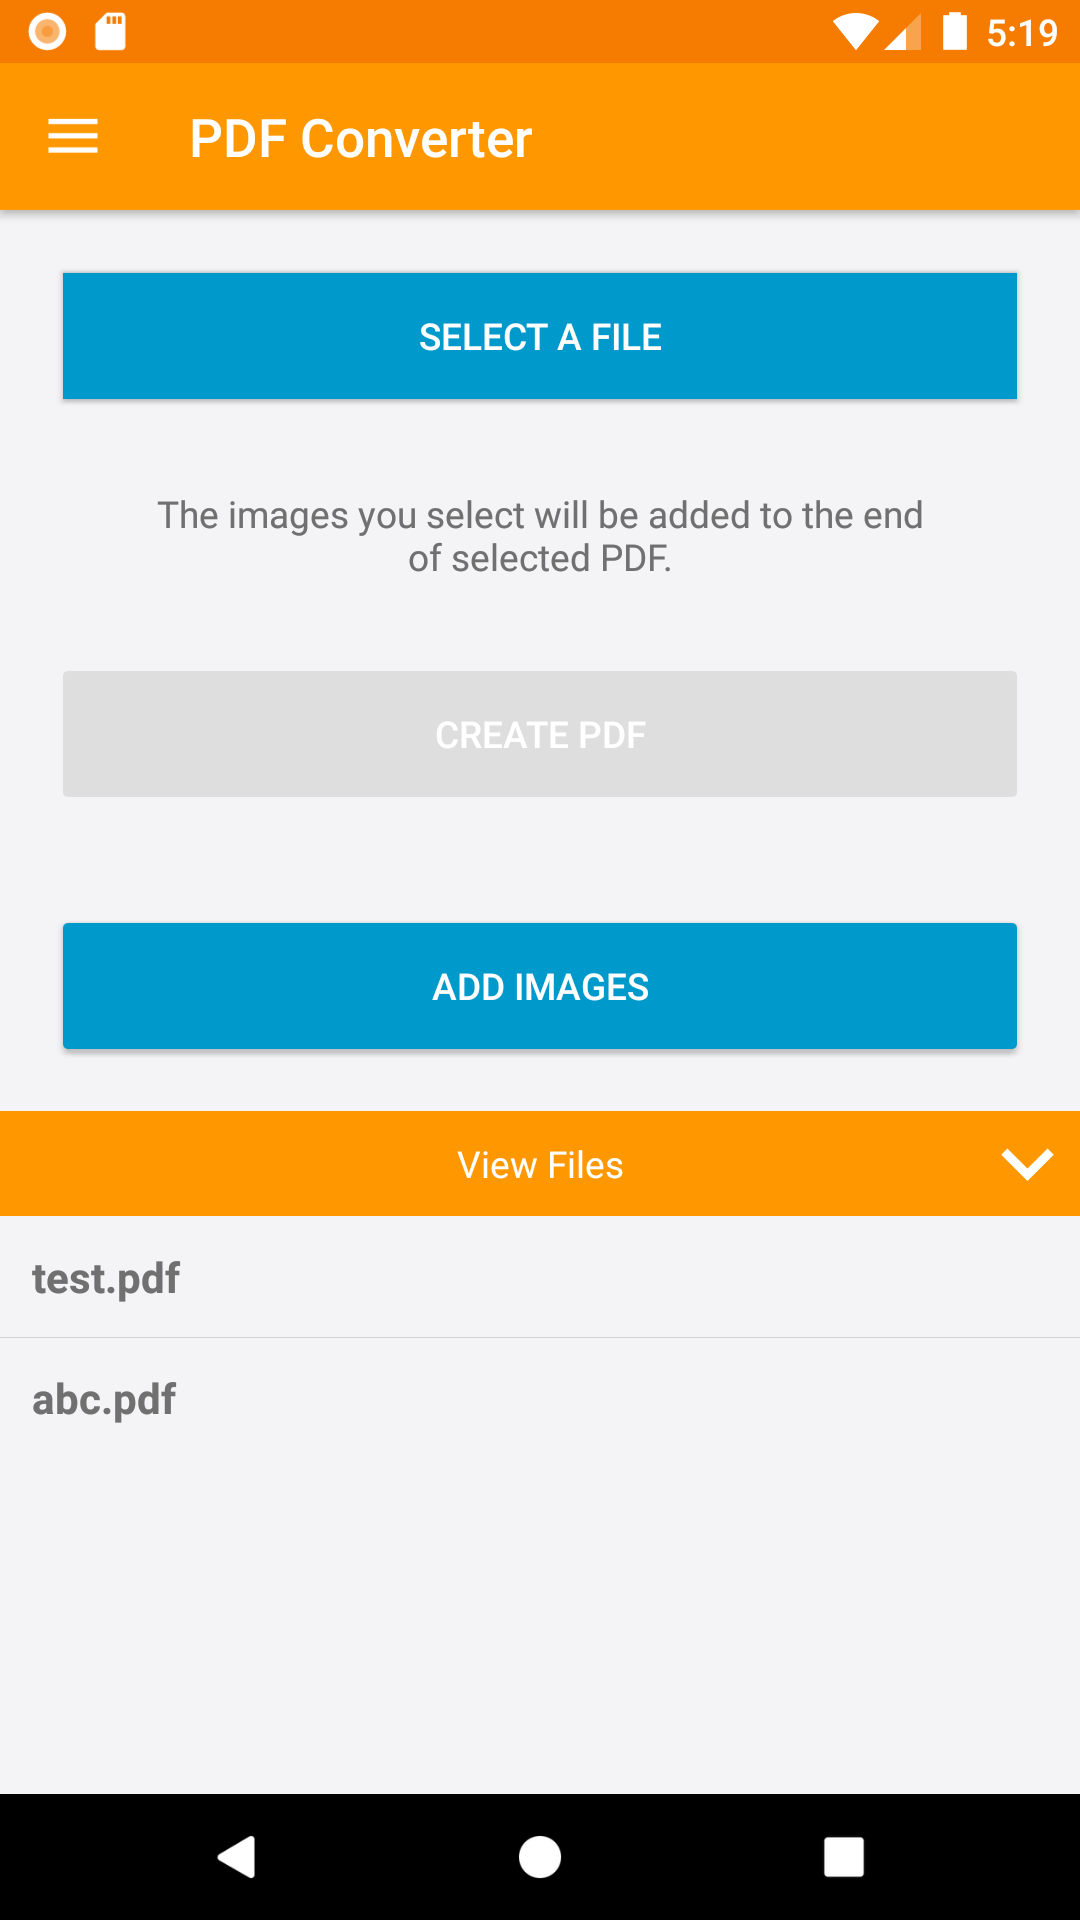 5:19
PDF Converter
SELECT A FILE
The images you select will be added to the end
of selected PDF.
CREATE PDF
ADD IMAGES
View Files
test.pdf
abc.pdf